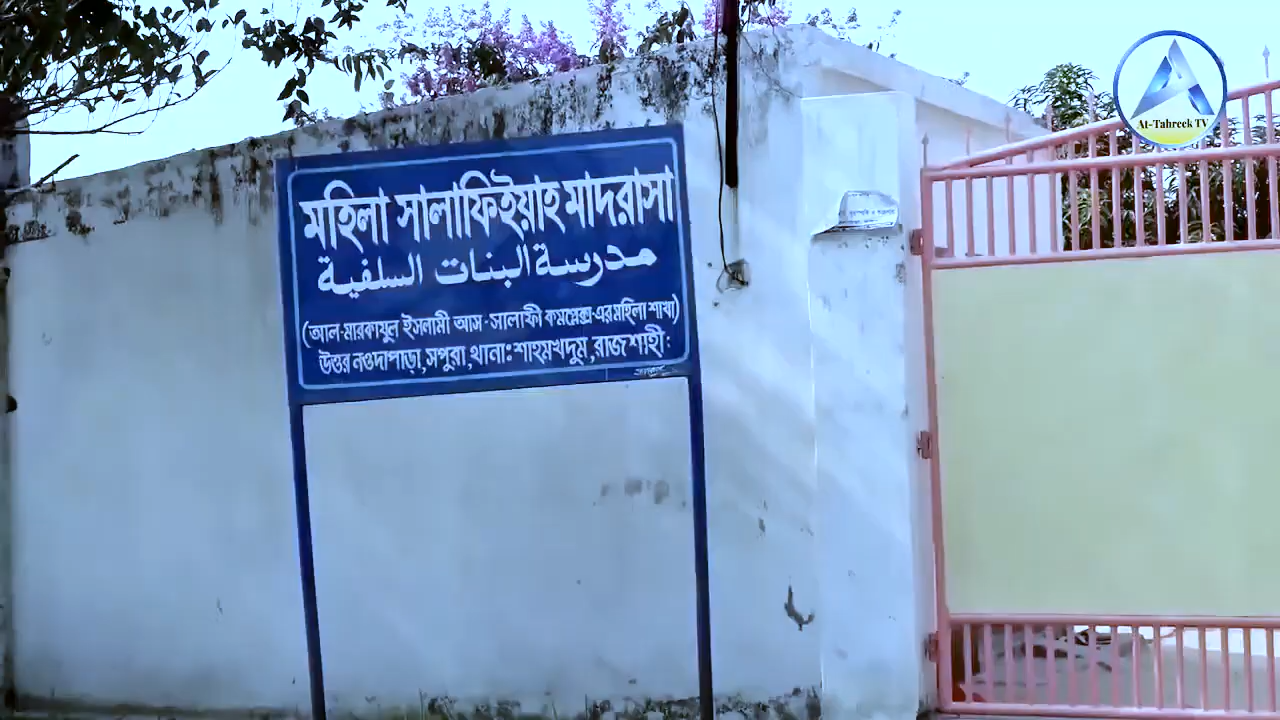 At-Tahreek TV
মহিলা সালাফিইয়াহ মাদরাসা
مدرسة البنات السلفية
(আল-মারকাযুল ইসলামী আস-সালাফী কমপ্লেক্স-এর মহিলা শাখা)
উত্তর নওদাপাড়া, সপুরা, থানাঃ শাহমখদুম, রাজশাহী।